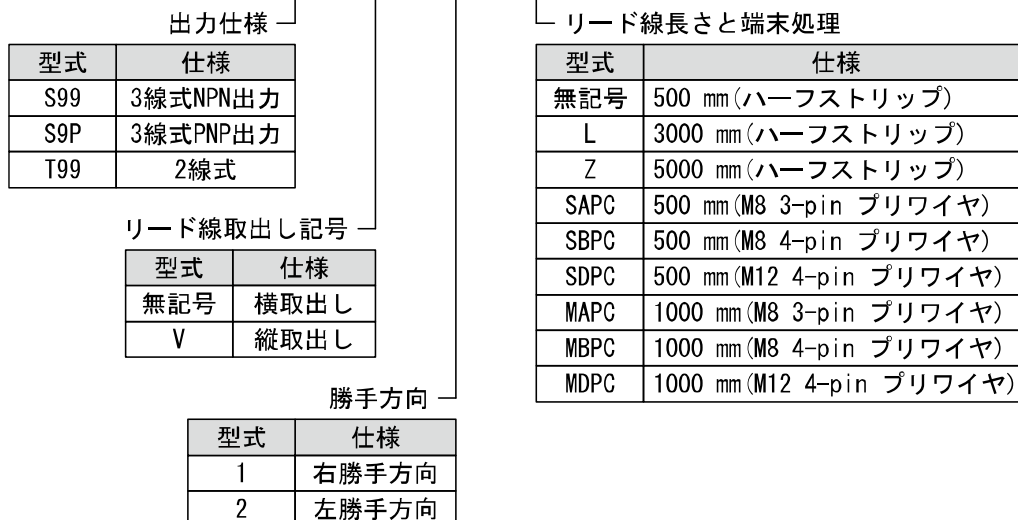 出力仕様
型式 仕様
S99 3線式NPN出力
S9P 3線式PNP出力
T99 2線式
リード線取出し記号
型式 仕様
無記号 横取出し
V 縦取出し
勝手方向
型式 仕様
1 右勝手方向
2 左勝手方向
リード線長さと端末処理
型式 仕様
無記号 500 mm(ハーフストリップ)
L 3000 mm(ハーフストリップ)
Z 5000 mm(ハーフストリップ)
SAPC 500 mm(M8 3-pin プリワイヤ)
SBPC 500 mm(M8 4-pin プリワイヤ)
SDPC 500 mm(M12 4-pin プリワイヤ)
MAPC 1000 mm(M8 3-pin プリワイヤ)
MBPC 1000 mm(M8 4-pin プリワイヤ)
MDPC 1000 mm(M12 4-pin プリワイヤ)